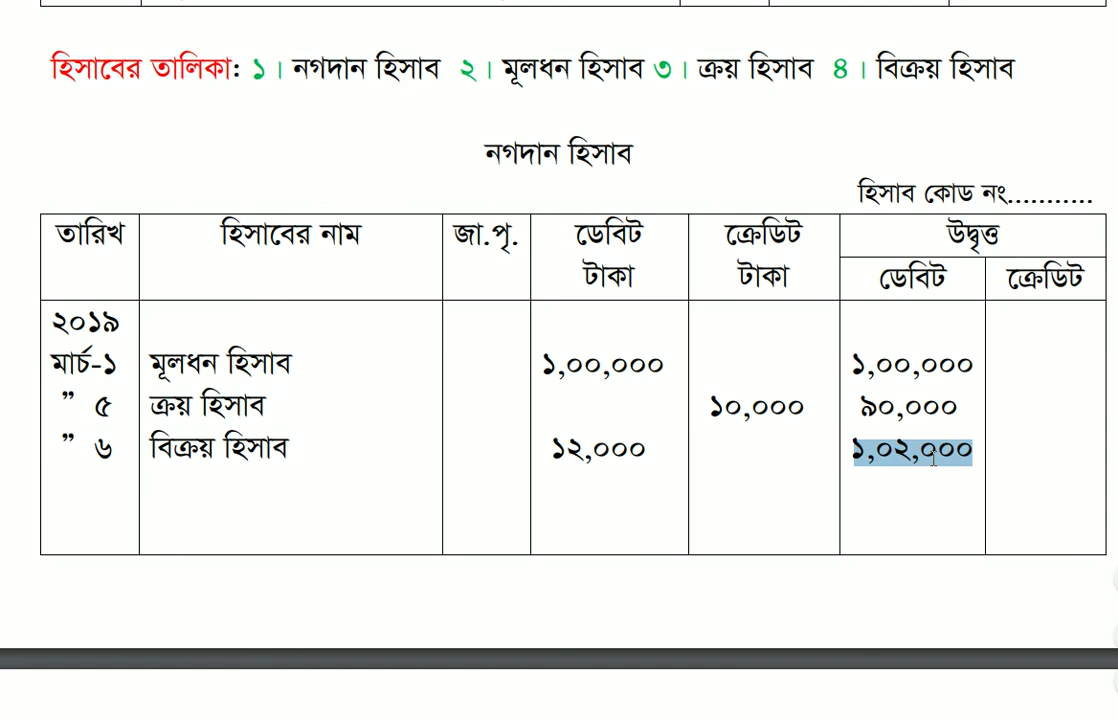 হিসাবের তালিকা: ১। নগদান হিসাব ২। মূলধন হিসাব ৩। ক্রয় হিসাব ৪। বিক্রয় হিসাব
নগদান হিসাব
হিসাব কোড নং...........
তারিখ হিসাবের নাম জা.পৃ. ডেবিট টাকা ক্রেডিট টাকা উদ্বৃত্ত
ডেবিট ক্রেডিট
২০১৯
মার্চ-১ মূলধন হিসাব ১,০০,০০০ ১,০০,০০০
” ৫ ক্রয় হিসাব ১০,০০০ ৯০,০০০
” ৬ বিক্রয় হিসাব ১২,০০০ ১,০২,০০০